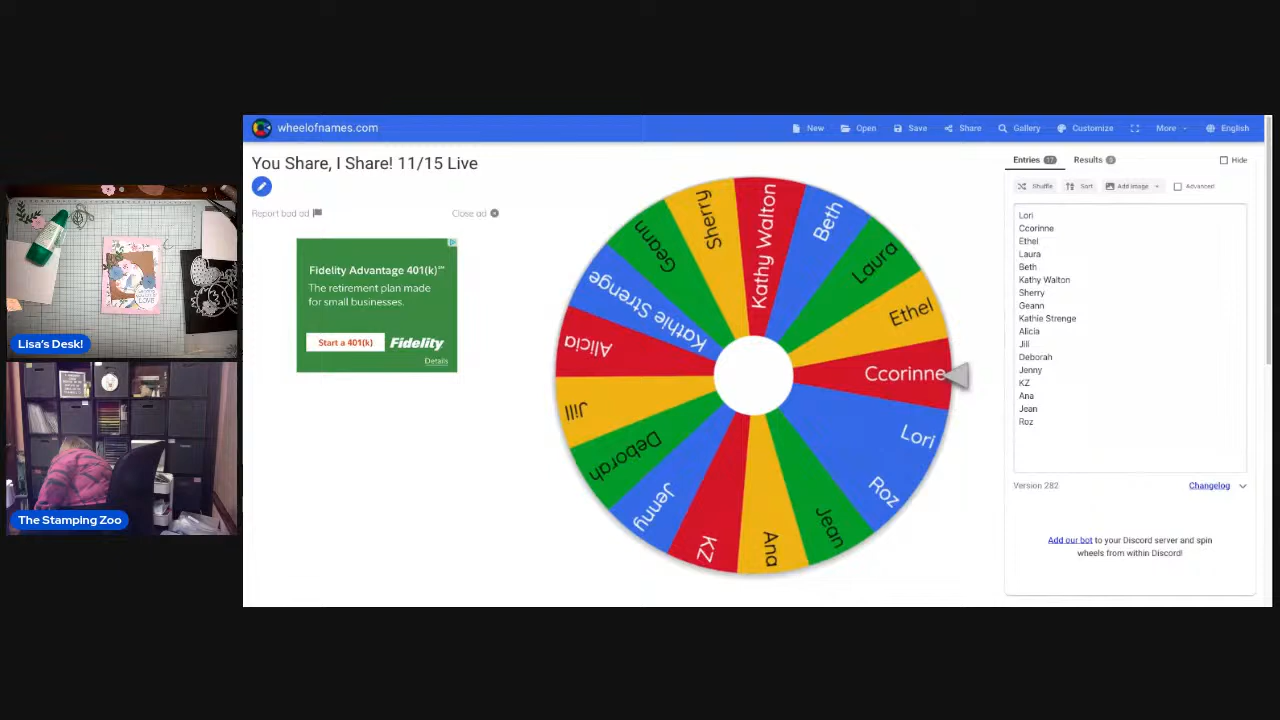 wheelofnames.com
New
Open
Save
Share
Gallery
Customize
More
English
You Share, I Share! 11/15 Live
Report bad ad
Close ad
Fidelity Advantage 401(k)℠
The retirement plan made
for small businesses.
Start a 401(k)
Fidelity
Details
Kathy Walton
Beth
Laura
Ethel
Ccorinne
Lori
Roz
Jean
Ana
KZ
Jenny
Deborah
Jill
Alicia
Kathie Strenge
Geann
Sherry
Entries 17
Results 0
Hide
Shuffle
Sort
Add image
Advanced
Lori
Ccorinne
Ethel
Laura
Beth
Kathy Walton
Sherry
Geann
Kathie Strenge
Alicia
Jill
Deborah
Jenny
KZ
Ana
Jean
Roz
Version 282
Changelog
Add our bot to your Discord server and spin
wheels from within Discord!
Lisa's Desk!
The Stamping Zoo